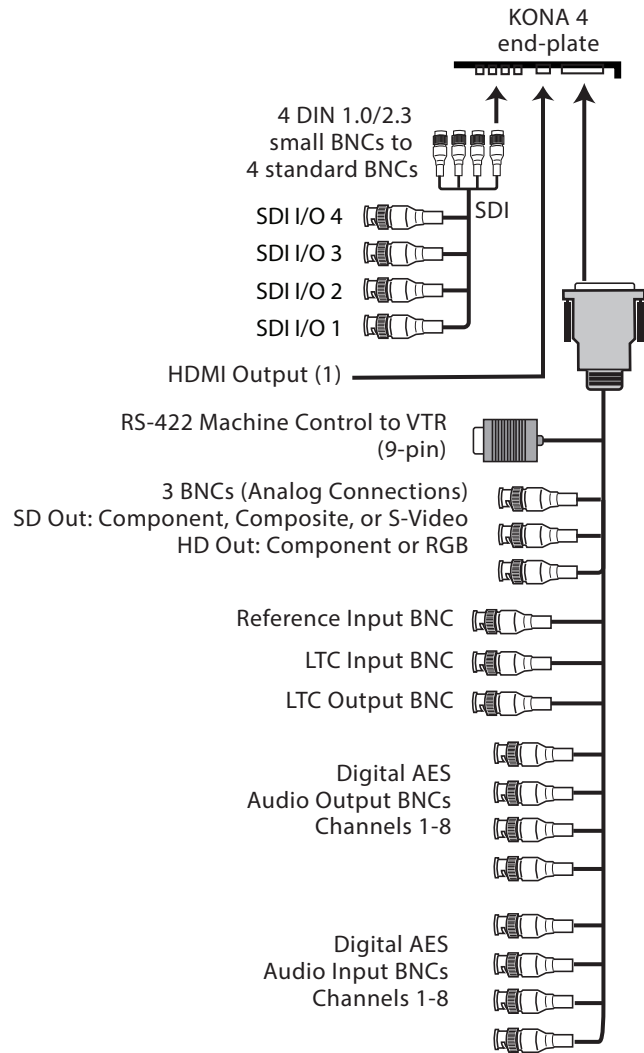 KONA 4
end-plate
4 DIN 1.0/2.3
small BNCs to
4 standard BNCs
SDI
SDI I/O 4
SDI I/O 3
SDI I/O 2
SDI I/O 1
HDMI Output (1)
RS-422 Machine Control to VTR
(9-pin)
3 BNCs (Analog Connections)
SD Out: Component, Composite, or S-Video
HD Out: Component or RGB
Reference Input BNC
LTC Input BNC
LTC Output BNC
Digital AES
Audio Output BNCs
Channels 1-8
Digital AES
Audio Input BNCs
Channels 1-8